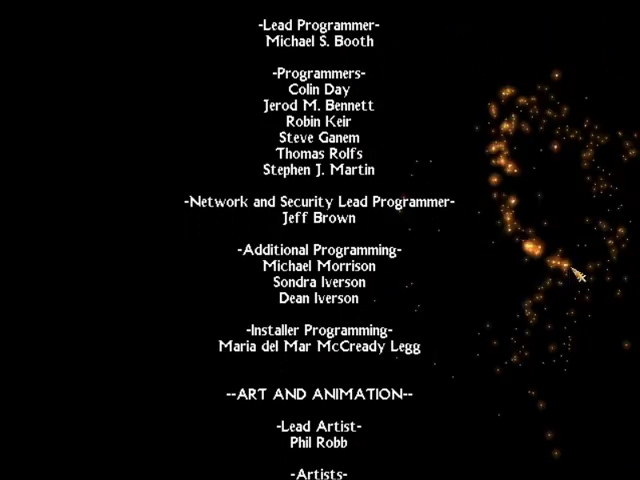 -Lead Programmer-
Michael S. Booth
-Programmers-
Colin Day
Jerod M. Bennett
Robin Keir
Steve Ganem
Thomas Rolfs
Stephen J. Martin
-Network and Security Lead Programmer-
Jeff Brown
-Additional Programming-
Michael Morrison
Sondra Iverson
Dean Iverson
-Installer Programming-
Maria del Mar McCready Legg
--ART AND ANIMATION--
-Lead Artist-
Phil Robb
-Artists-